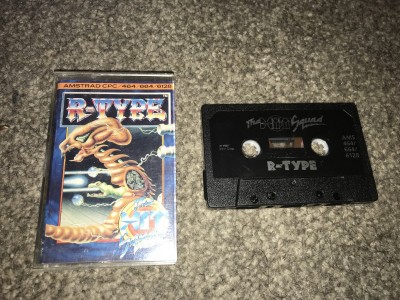 AMSTRAD CPC 464/664/6128
R-TYPE
The Hit Squad
AMS
464
664
6128
R-TYPE